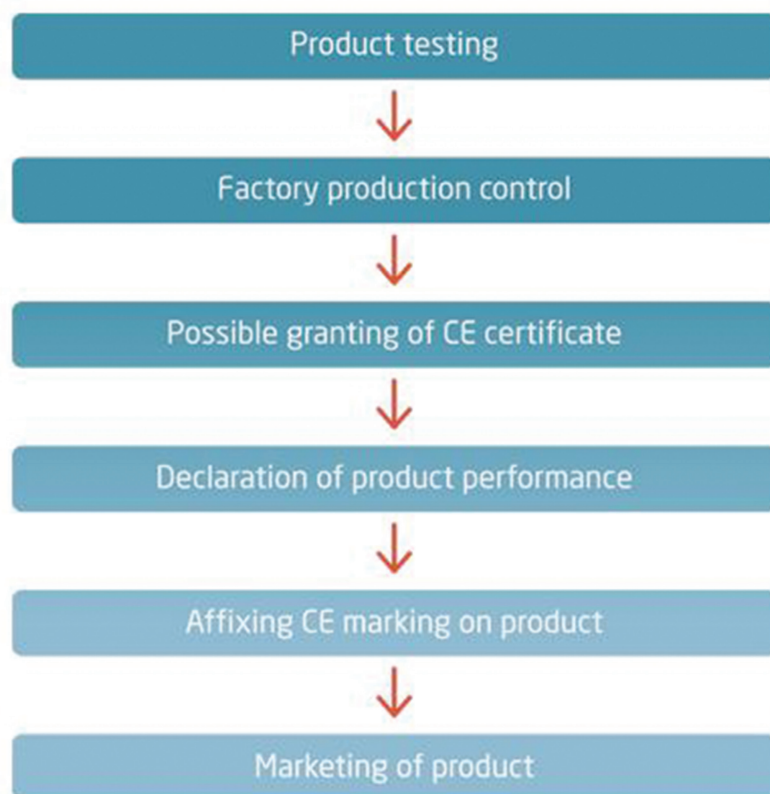 Product testing
Factory production control
Possible granting of CE certificate
Declaration of product performance
Affixing CE marking on product
Marketing of product